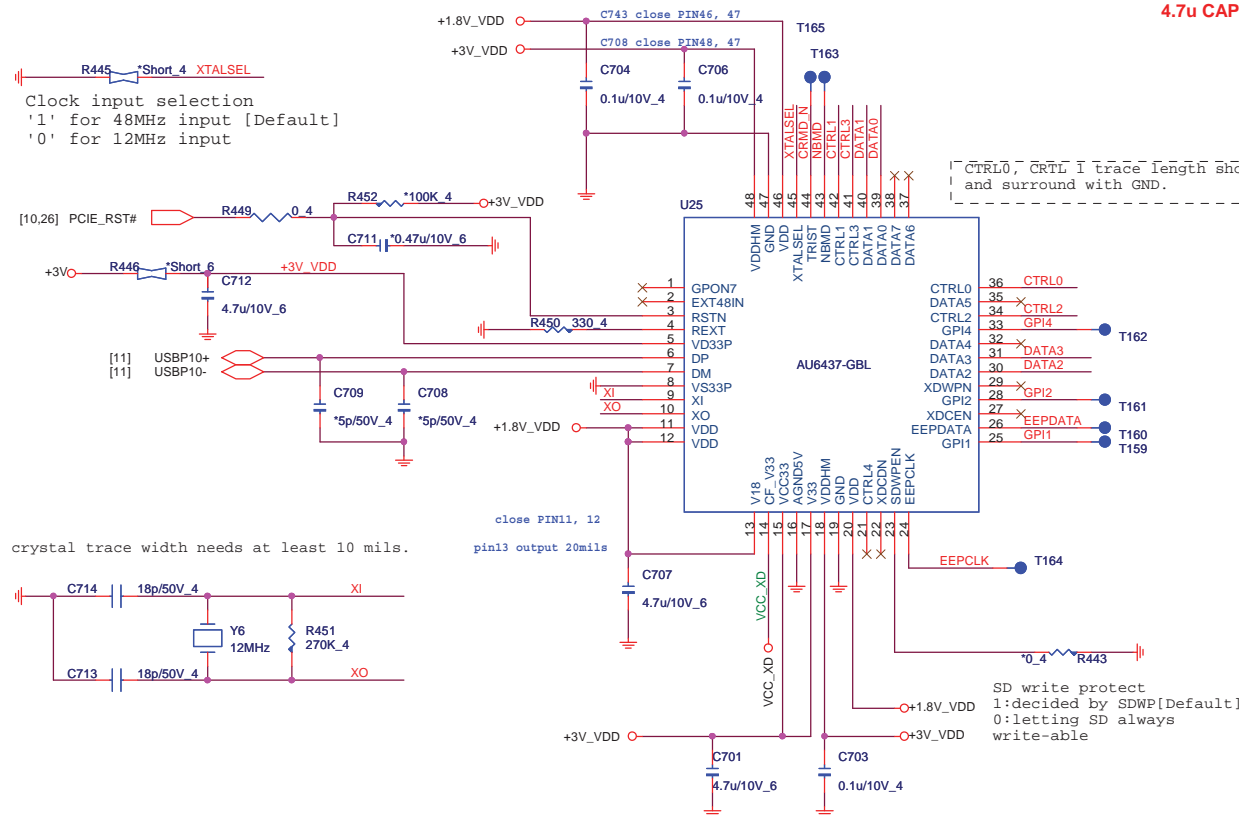 4.7u CAP
+1.8V_VDD
C743 close PIN46, 47
T165
+3V_VDD
C708 close PIN48, 47
T163
R445
*Short_4
XTALSEL
C704
0.1u/10V_4
C706
0.1u/10V_4
Clock input selection
'1' for 48MHz input [Default]
'0' for 12MHz input
XTALSEL
CRMD_N
NBMD
CTRL1
CTRL3
DATA1
DATA0
CTRL0, CRTL 1 trace length sho
and surround with GND.
48
47
46
45
44
43
42
41
40
39
38
37
U25
VDDHM
GND
VDD
XTALSEL
TRIST
NBMD
CTRL1
CTRL3
DATA1
DATA0
DATA7
DATA6
[10,26] PCIE_RST#
R449
0_4
R452
*100K_4
+3V_VDD
C711
*0.47u/10V_6
+3V
R446
*Short_6
+3V_VDD
C712
4.7u/10V_6
R450
330_4
[11] USBP10+
[11] USBP10-
C709
*5p/50V_4
C708
*5p/50V_4
XI
XO
+1.8V_VDD
1 GPON7
2 EXT48IN
3 RSTN
4 REXT
5 VD33P
6 DP
7 DM
8 VS33P
9 XI
10 XO
11 VDD
12 VDD
AU6437-GBL
CTRL0 36 CTRL0
DATA5 35
CTRL2 34 CTRL2
GPI4 33 GPI4 T162
DATA4 32
DATA3 31 DATA3
DATA2 30 DATA2
XDWPN 29
GPI2 28 GPI2 T161
XDCEN 27
EEPDATA 26 EEPDATA T160
GPI1 25 GPI1 T159
V18
CF_V33
VCC33
AGND5V
V33
VDDHM
GND
VDD
CTRL4
XDCDN
SDWPEN
EEPCLK
13
14
15
16
17
18
19
20
21
22
23
24
close PIN11, 12
pin13 output 20mils
EEPCLK
T164
C707
4.7u/10V_6
VCC_XD
VCC_XD
crystal trace width needs at least 10 mils.
C714
18p/50V_4
XI
Y6
12MHz
R451
270K_4
C713
18p/50V_4
XO
*0_4
R443
SD write protect
1:decided by SDWP[Default]
0:letting SD always
write-able
+1.8V_VDD
+3V_VDD
+3V_VDD
C701
4.7u/10V_6
C703
0.1u/10V_4